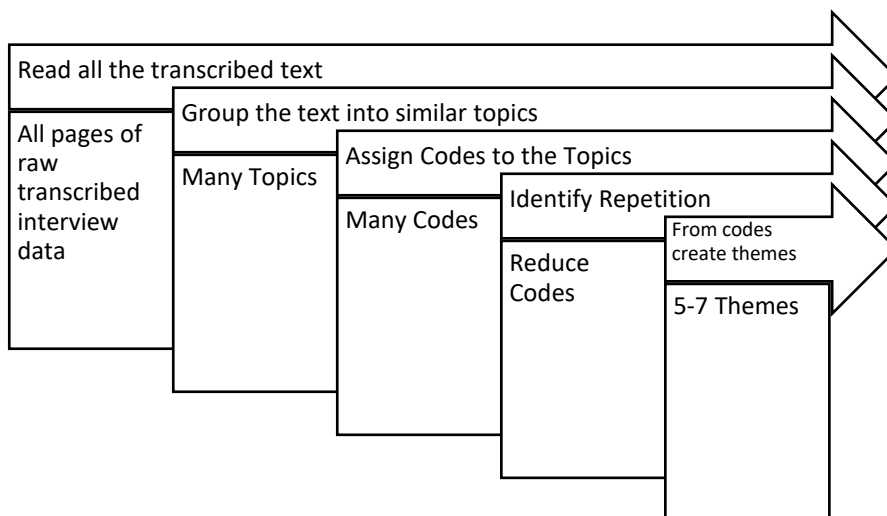 Read all the transcribed text
All pages of
raw
transcribed
interview
data
Group the text into similar topics
Many Topics
Assign Codes to the Topics
Many Codes
Identify Repetition
Reduce
Codes
From codes
create themes
5-7 Themes